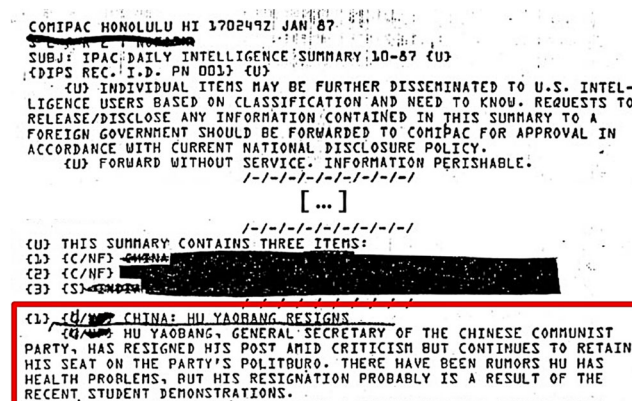 COMIPAC HONOLULU HI 170249Z JAN 87
SUBJ: IPAC DAILY INTELLIGENCE SUMMARY 10-87 {U}
{DIPS REC. I.D. PN 001} {U}
{U} INDIVIDUAL ITEMS MAY BE FURTHER DISSEMINATED TO U.S. INTEL-
LIGENCE USERS BASED ON CLASSIFICATION AND NEED TO KNOW. REQUESTS TO
RELEASE/DISCLOSE ANY INFORMATION CONTAINED IN THIS SUMMARY TO A
FOREIGN GOVERNMENT SHOULD BE FORWARDED TO COMIPAC FOR APPROVAL IN
ACCORDANCE WITH CURRENT NATIONAL DISCLOSURE POLICY.
{U} FORWARD WITHOUT SERVICE. INFORMATION PERISHABLE.
/-/-/-/-/-/-/-/-/
[ ... ]
/-/-/-/-/-/-/-/-/
{U} THIS SUMMARY CONTAINS THREE ITEMS:
{1} {C/NF} CHINA
{2} {C/NF}
{3} {S} INDIA
/-/-/-/-/-/-/-/-/
{1} CHINA: HU YAOBANG RESIGNS
HU YAOBANG, GENERAL SECRETARY OF THE CHINESE COMMUNIST
PARTY, HAS RESIGNED HIS POST AMID CRITICISM BUT CONTINUES TO RETAIN
HIS SEAT ON THE PARTY'S POLITBURO. THERE HAVE BEEN RUMORS HU HAS
HEALTH PROBLEMS, BUT HIS RESIGNATION PROBABLY IS A RESULT OF THE
RECENT STUDENT DEMONSTRATIONS.